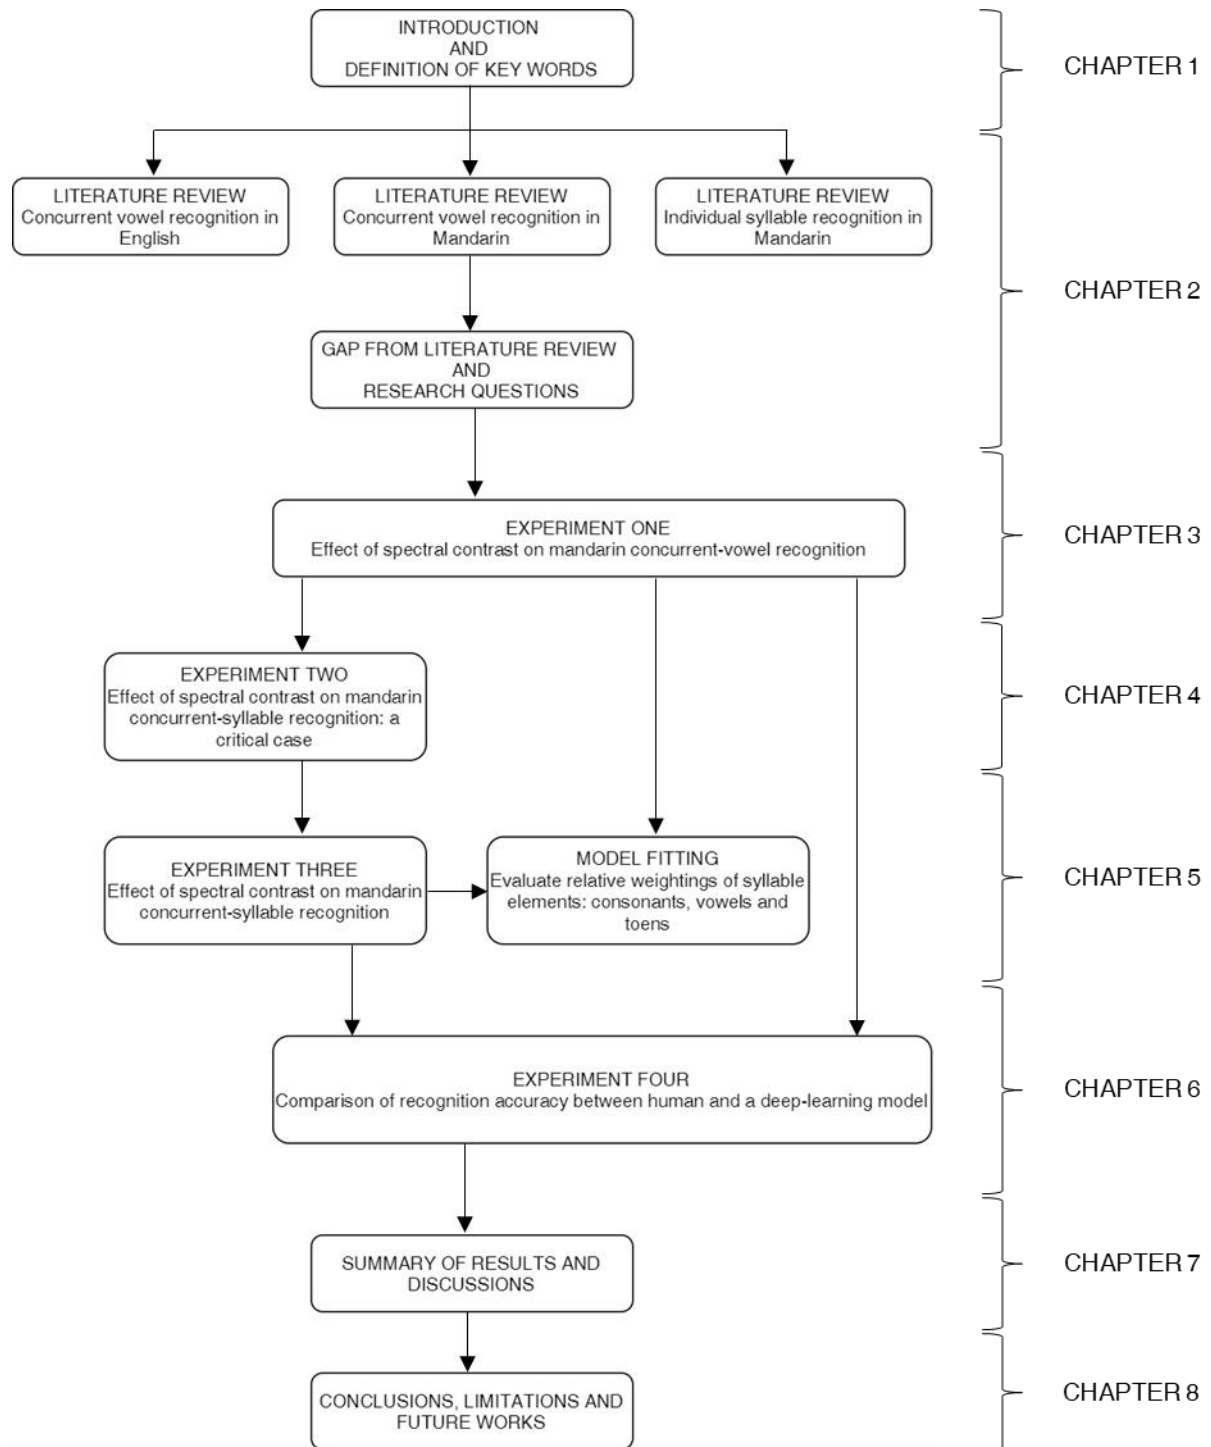 INTRODUCTION
AND
DEFINITION OF KEY WORDS
CHAPTER 1
LITERATURE REVIEW
Concurrent vowel recognition in
English
LITERATURE REVIEW
Concurrent vowel recognition in
Mandarin
LITERATURE REVIEW
Individual syllable recognition in
Mandarin
CHAPTER 2
GAP FROM LITERATURE REVIEW
AND
RESEARCH QUESTIONS
EXPERIMENT ONE
Effect of spectral contrast on mandarin concurrent-vowel recognition
CHAPTER 3
EXPERIMENT TWO
Effect of spectral contrast on mandarin
concurrent-syllable recognition: a
critical case
CHAPTER 4
EXPERIMENT THREE
Effect of spectral contrast on mandarin
concurrent-syllable recognition
MODEL FITTING
Evaluate relative weightings of syllable
elements: consonants, vowels and
toens
CHAPTER 5
EXPERIMENT FOUR
Comparison of recognition accuracy between human and a deep-learning model
CHAPTER 6
SUMMARY OF RESULTS AND
DISCUSSIONS
CHAPTER 7
CONCLUSIONS, LIMITATIONS AND
FUTURE WORKS
CHAPTER 8